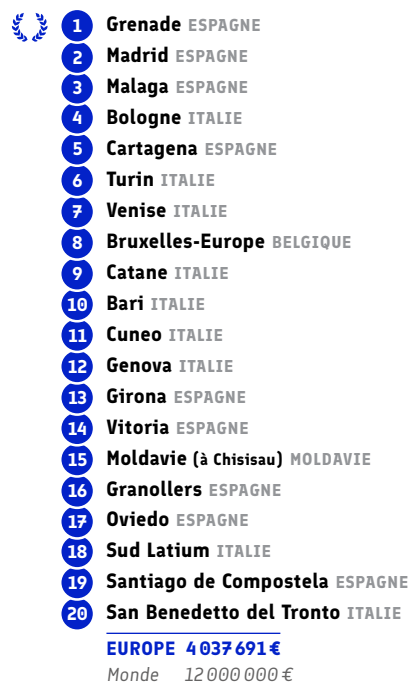 1 Grenade ESPAGNE
2 Madrid ESPAGNE
3 Malaga ESPAGNE
4 Bologne ITALIE
5 Cartagena ESPAGNE
6 Turin ITALIE
7 Venise ITALIE
8 Bruxelles-Europe BELGIQUE
9 Catane ITALIE
10 Bari ITALIE
11 Cuneo ITALIE
12 Genova ITALIE
13 Girona ESPAGNE
14 Vitoria ESPAGNE
15 Moldavie (à Chisisau) MOLDAVIE
16 Granollers ESPAGNE
17 Oviedo ESPAGNE
18 Sud Latium ITALIE
19 Santiago de Compostela ESPAGNE
20 San Benedetto del Tronto ITALIE
EUROPE 4 037 691 €
Monde 12 000 000 €